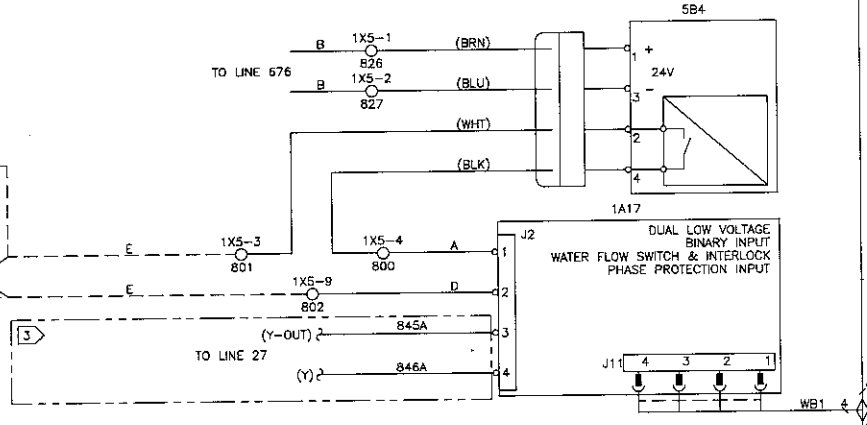 5B4
B 1X5-1 (BRN)
826
1 +
24V
TO LINE 676
B 1X5-2 (BLU)
827
3 -
(WHT)
2
(BLK)
4
1A17
J2
DUAL LOW VOLTAGE
BINARY INPUT
WATER FLOW SWITCH & INTERLOCK
PHASE PROTECTION INPUT
E 1X5-3
801
1X5-4 A 1
800
E 1X5-9 D 2
802
3
(Y-OUT) 845A 3
TO LINE 27
(Y) 846A 4
J11 4 3 2 1
WB1 4